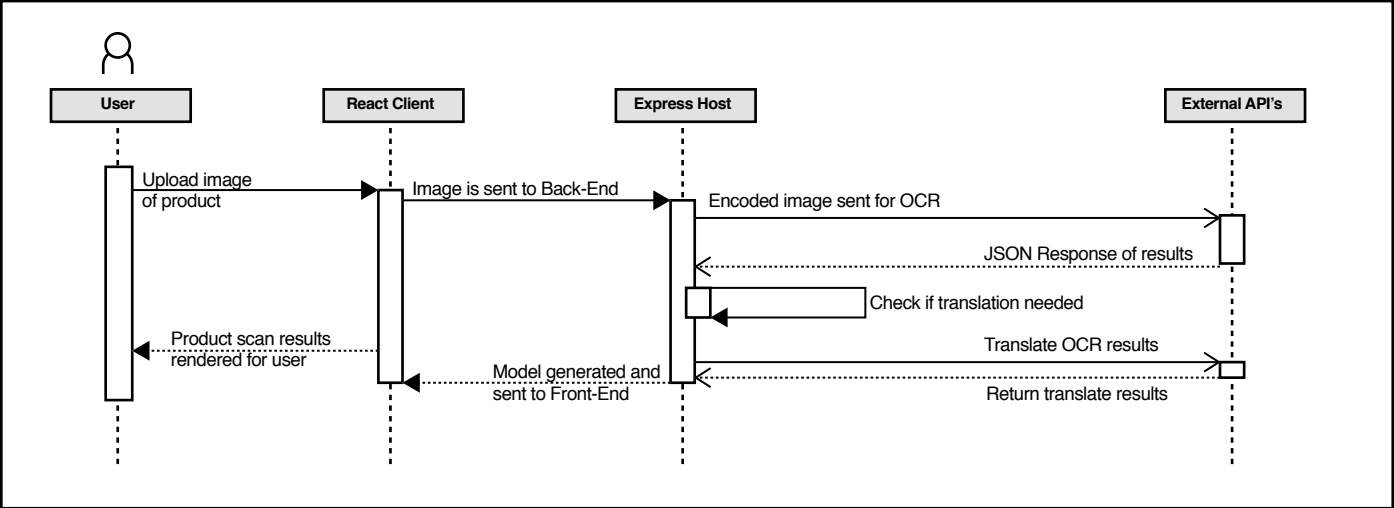 User
React Client
Express Host
External API's
Upload image
of product
Image is sent to Back-End
Encoded image sent for OCR
JSON Response of results
Check if translation needed
Product scan results
rendered for user
Translate OCR results
Model generated and
sent to Front-End
Return translate results